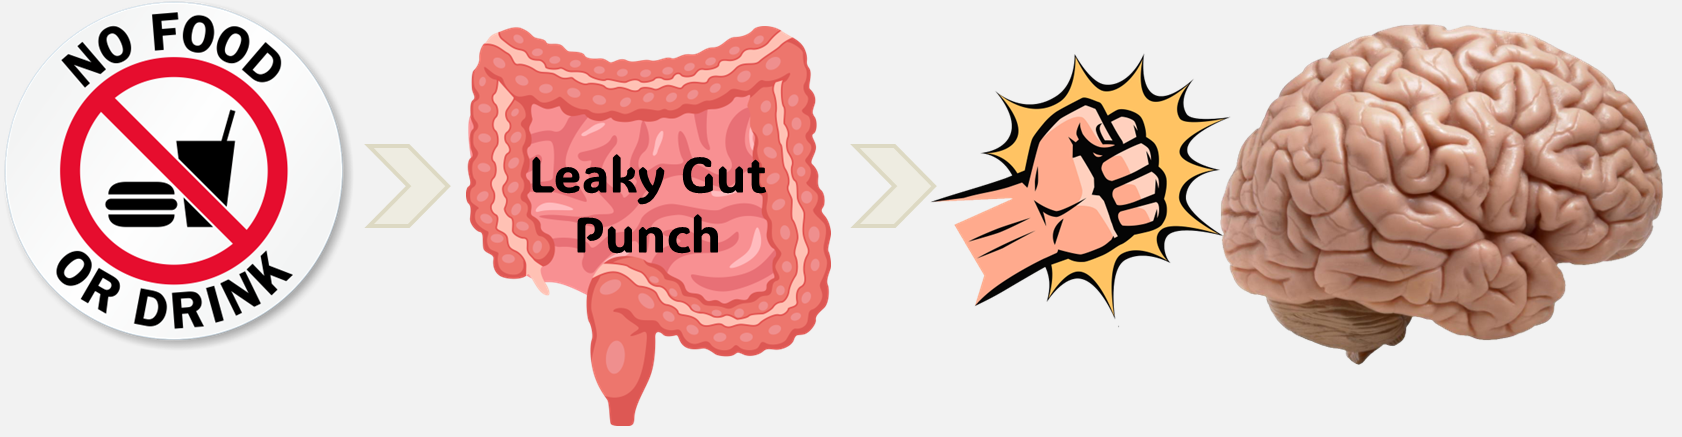 NO FOOD
OR DRINK
Leaky Gut
Punch